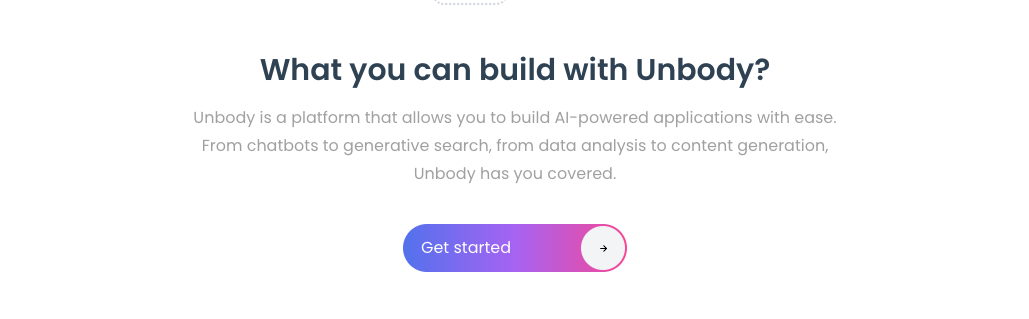 What you can build with Unbody?
Unbody is a platform that allows you to build AI-powered applications with ease.
From chatbots to generative search, from data analysis to content generation,
Unbody has you covered.
Get started